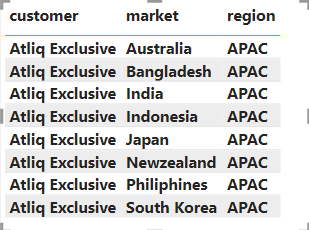 customer market region
Atliq Exclusive Australia APAC
Atliq Exclusive Bangladesh APAC
Atliq Exclusive India APAC
Atliq Exclusive Indonesia APAC
Atliq Exclusive Japan APAC
Atliq Exclusive Newzealand APAC
Atliq Exclusive Philiphines APAC
Atliq Exclusive South Korea APAC